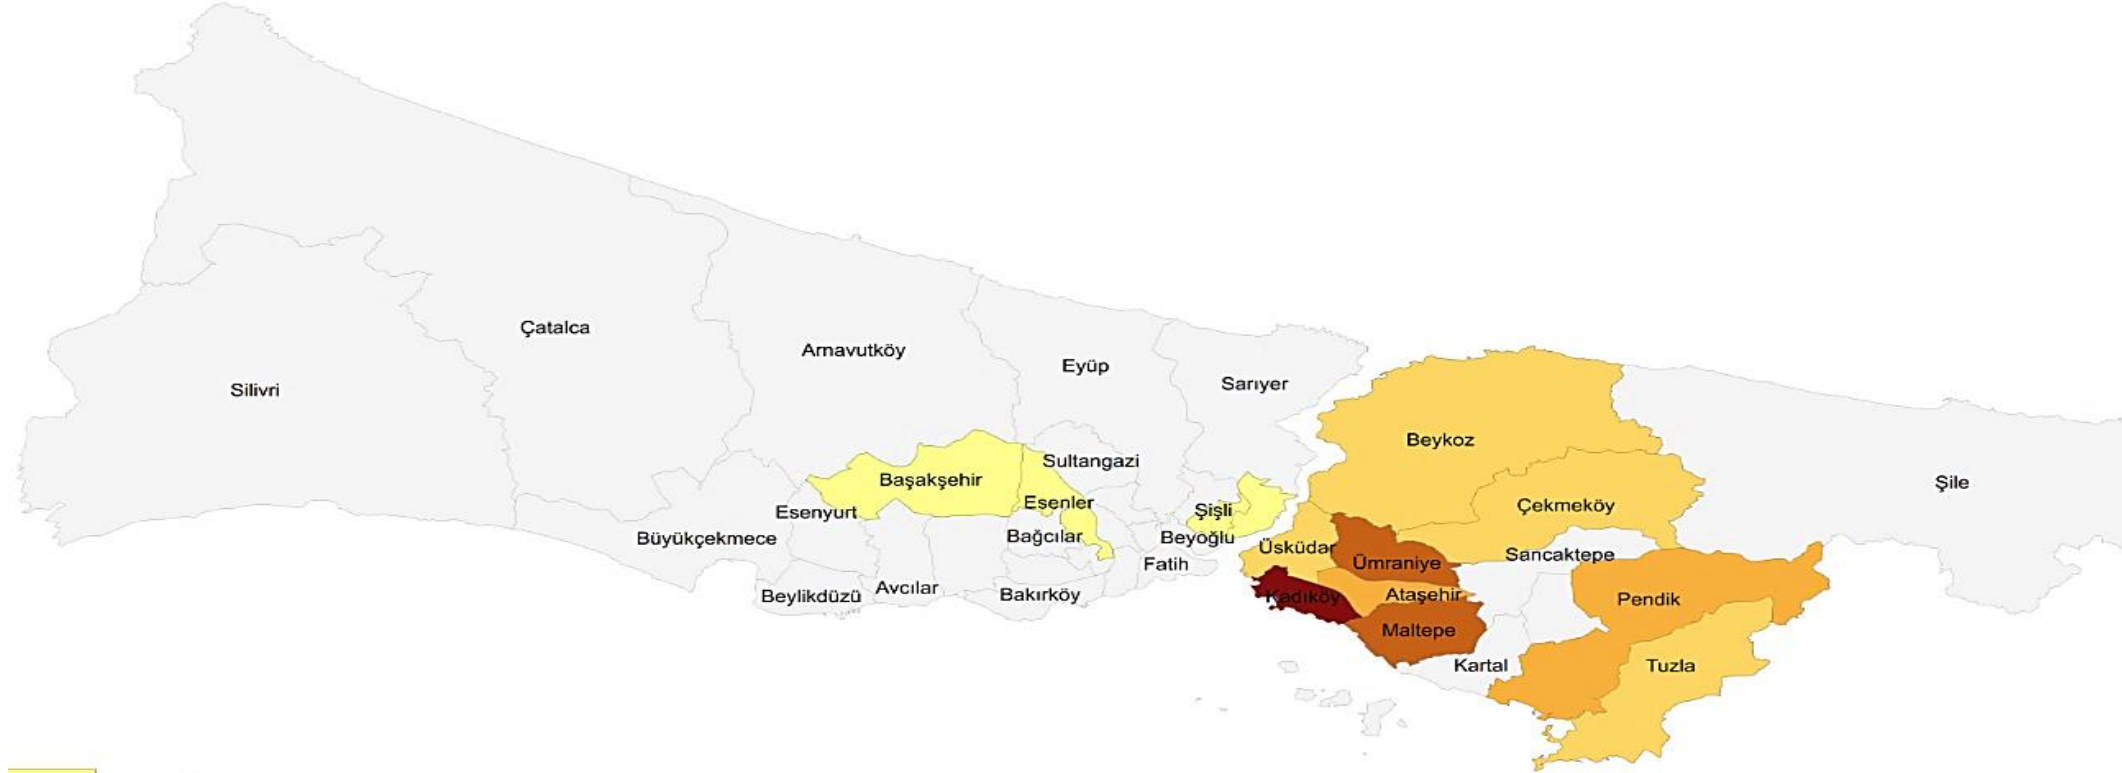 Çatalca
Silivri
Arnavutköy
Eyüp
Sarıyer
Beykoz
Sultangazi
Başakşehir
Esenler
Esenyurt
Şişli
Çekmeköy
Şile
Büyükçekmece
Bağcılar
Beyoğlu
Üsküdar
Sancaktepe
Fatih
Ümraniye
Beylikdüzü
Avcılar
Bakırköy
Kadıköy
Ataşehir
Pendik
Maltepe
Kartal
Tuzla